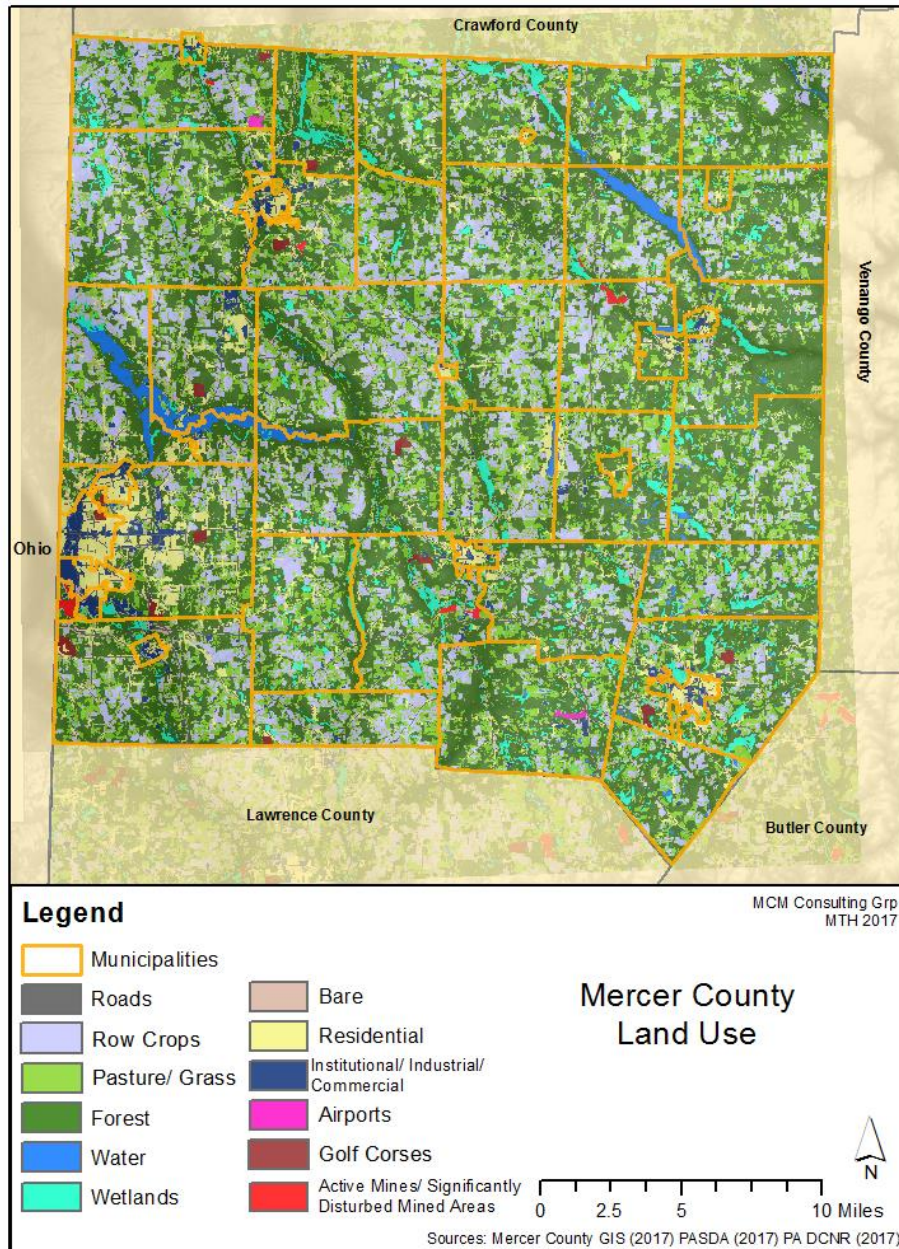 Crawford County
Venango County
Ohio
Lawrence County
Butler County
Legend
MCM Consulting Grp
MTH 2017
Mercer County
Land Use
Municipalities
Roads
Row Crops
Pasture/ Grass
Forest
Water
Wetlands
Bare
Residential
Institutional/ Industrial/
Commercial
Airports
Golf Corses
Active Mines/ Significantly
Disturbed Mined Areas
N
0 2.5 5 10 Miles
Sources: Mercer County GIS (2017) PASDA (2017) PA DCNR (2017)